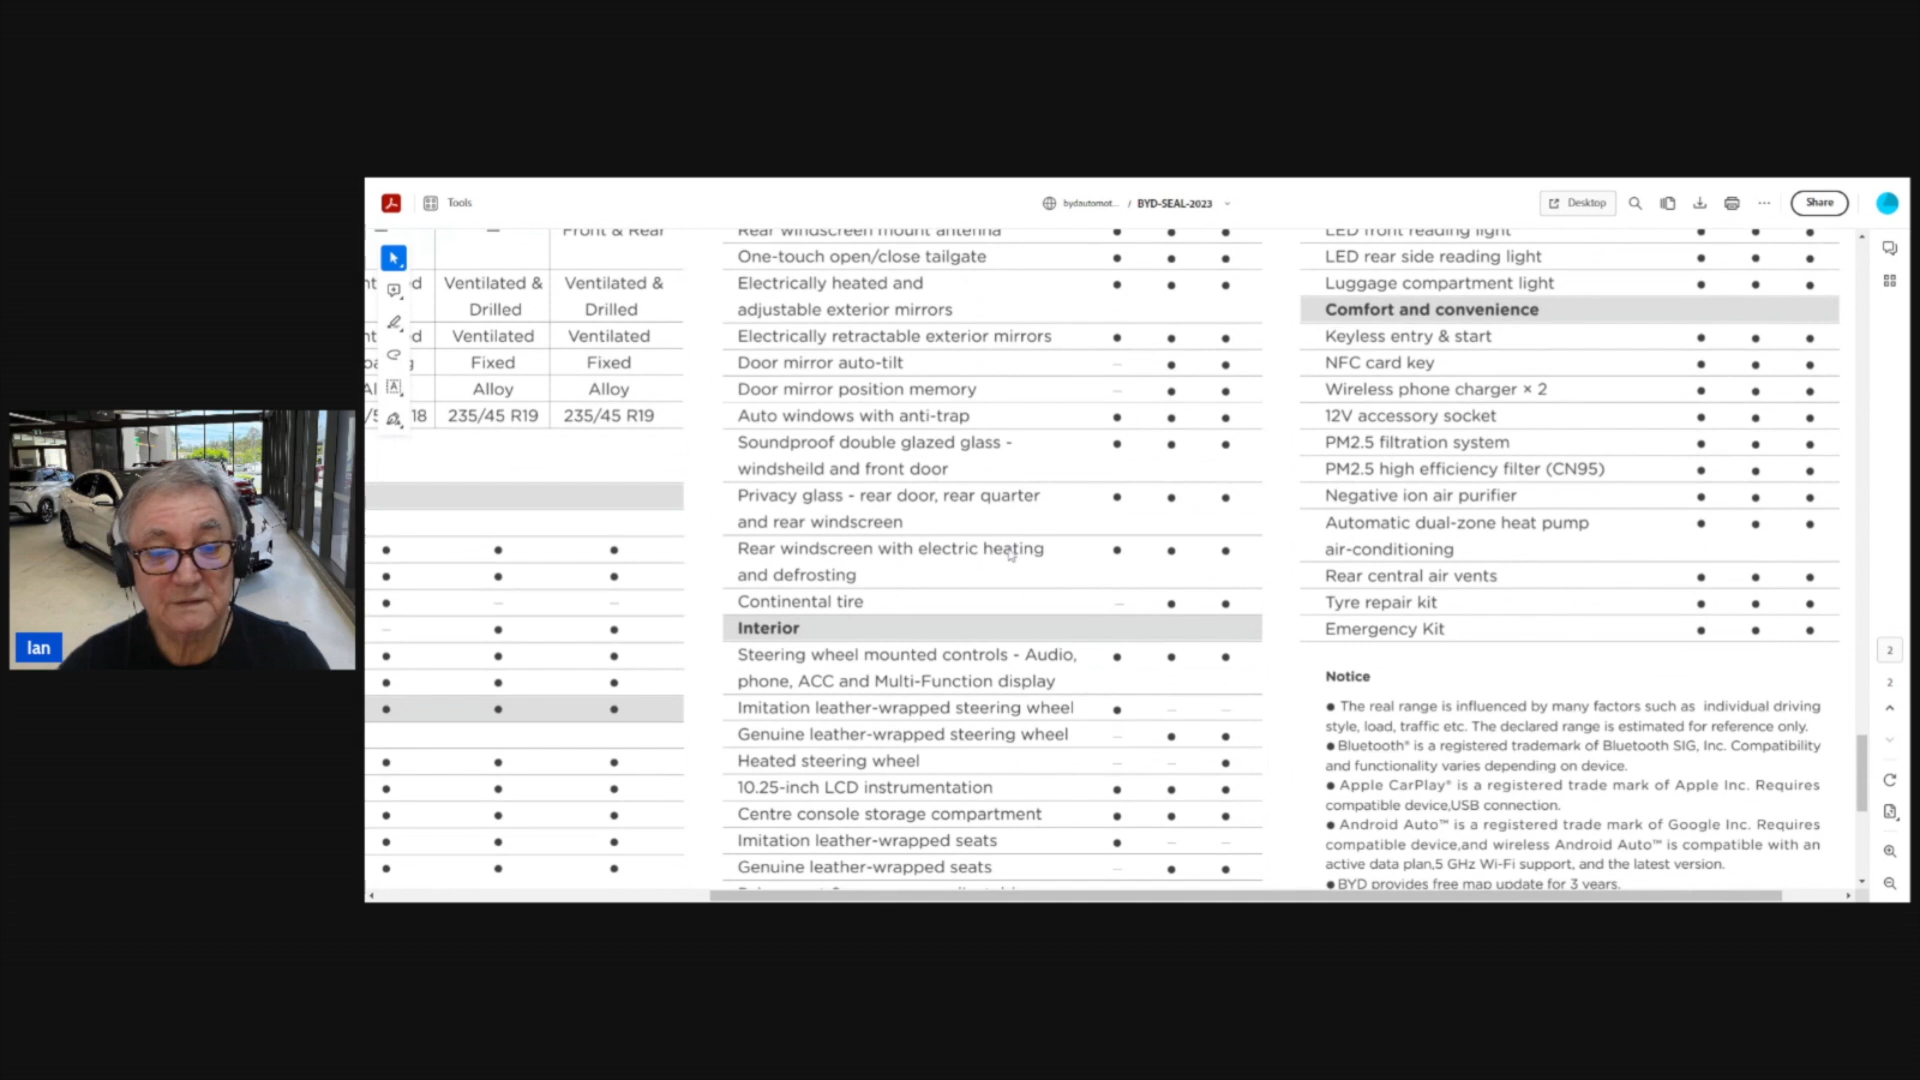 Tools
bydautomot... / BYD-SEAL-2023
Desktop
Share
Front & Rear
Ventilated &
Drilled
Ventilated &
Drilled
Ventilated
Ventilated
Fixed
Fixed
Alloy
Alloy
18
235/45 R19
235/45 R19
Rear windscreen mount antenna
One-touch open/close tailgate
Electrically heated and
adjustable exterior mirrors
Electrically retractable exterior mirrors
Door mirror auto-tilt
Door mirror position memory
Auto windows with anti-trap
Soundproof double glazed glass -
windsheild and front door
Privacy glass - rear door, rear quarter
and rear windscreen
Rear windscreen with electric heating
and defrosting
Continental tire
Interior
Steering wheel mounted controls - Audio,
phone, ACC and Multi-Function display
Imitation leather-wrapped steering wheel
Genuine leather-wrapped steering wheel
Heated steering wheel
10.25-inch LCD instrumentation
Centre console storage compartment
Imitation leather-wrapped seats
Genuine leather-wrapped seats
LED front reading light
LED rear side reading light
Luggage compartment light
Comfort and convenience
Keyless entry & start
NFC card key
Wireless phone charger × 2
12V accessory socket
PM2.5 filtration system
PM2.5 high efficiency filter (CN95)
Negative ion air purifier
Automatic dual-zone heat pump
air-conditioning
Rear central air vents
Tyre repair kit
Emergency Kit
Notice
● The real range is influenced by many factors such as individual driving
style, load, traffic etc. The declared range is estimated for reference only.
● Bluetooth® is a registered trademark of Bluetooth SIG, Inc. Compatibility
and functionality varies depending on device.
● Apple CarPlay® is a registered trade mark of Apple Inc. Requires
compatible device,USB connection.
● Android Auto™ is a registered trade mark of Google Inc. Requires
compatible device,and wireless Android Auto™ is compatible with an
active data plan,5 GHz Wi-Fi support, and the latest version.
● BYD provides free map update for 3 years.
2
2
Ian